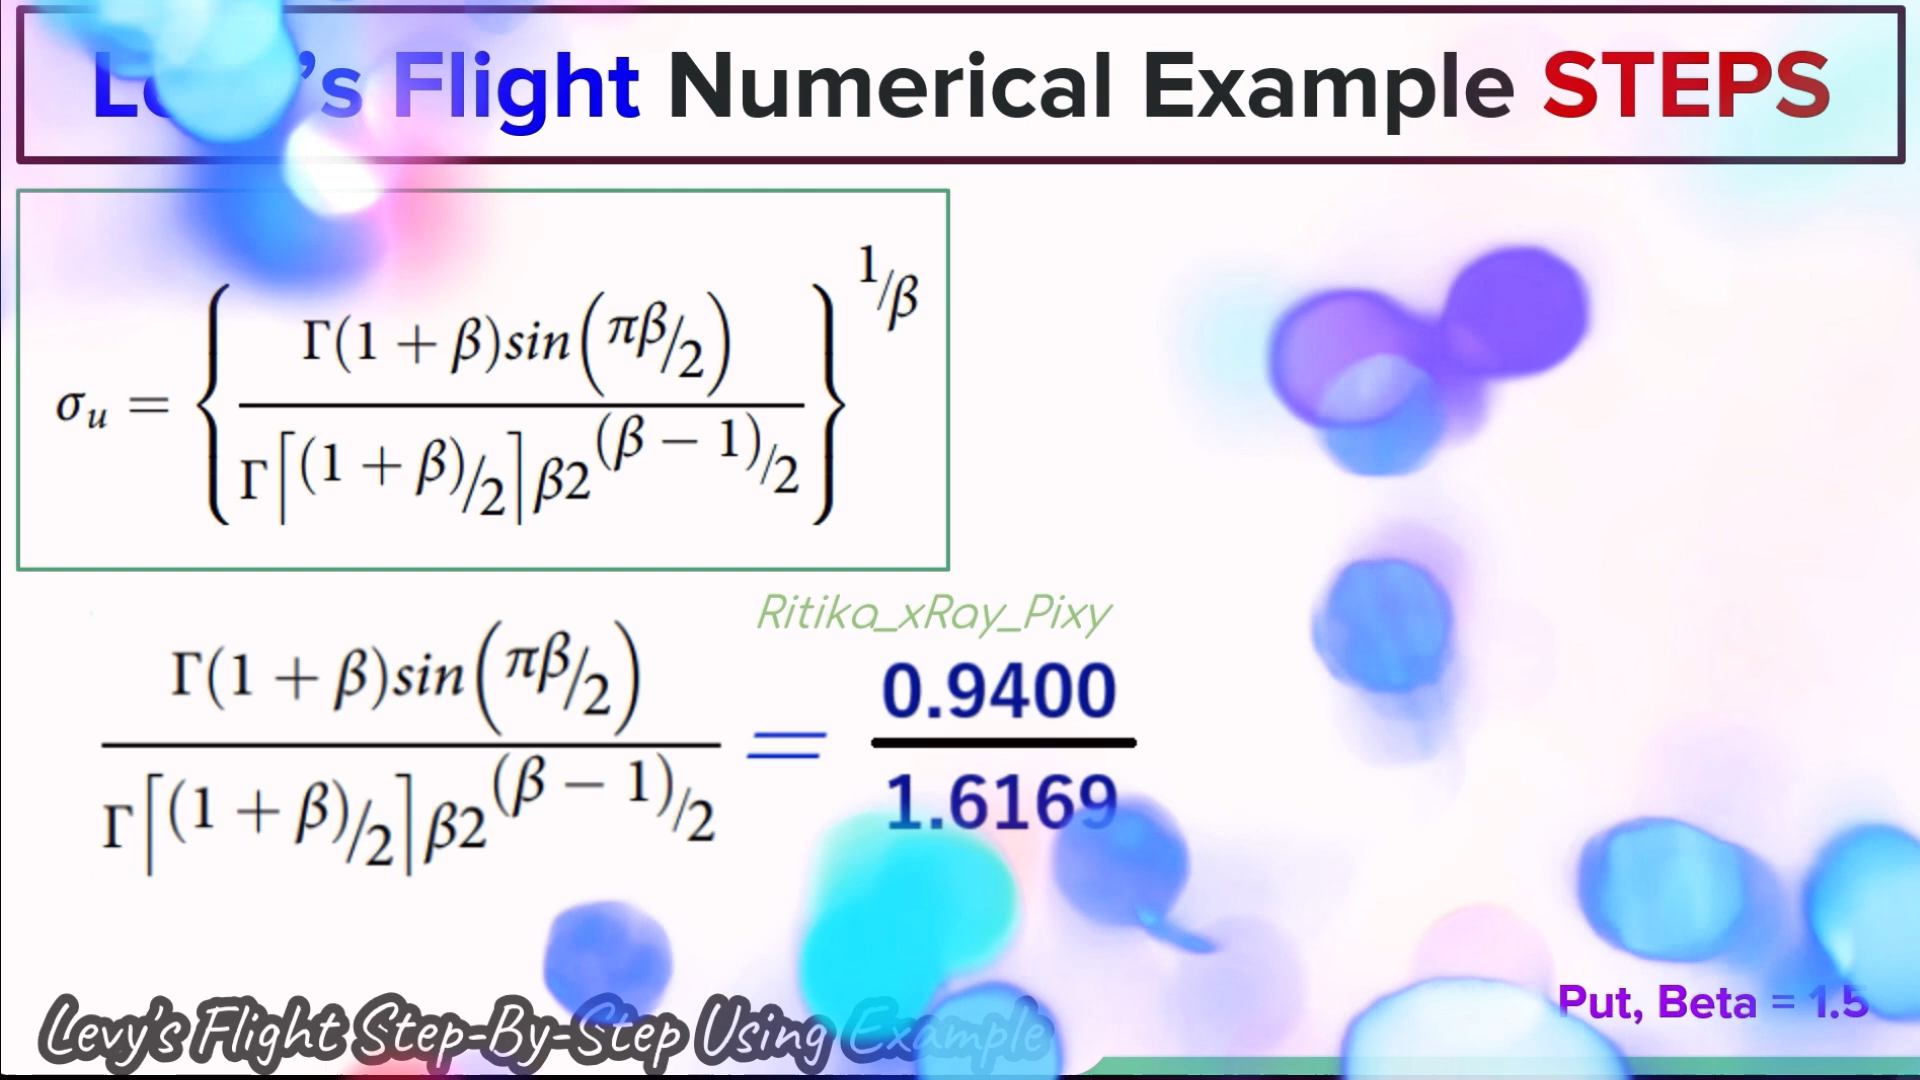 's Flight Numerical Example STEPS
σu = { Γ(1 + β)sin(πβ/2) / Γ⌈(1 + β)/2⌉β2^(β − 1)/2 }^1/β
Ritika_xRay_Pixy
Γ(1 + β)sin(πβ/2) / Γ⌈(1 + β)/2⌉β2^(β − 1)/2 = 0.9400 / 1.6169
Put, Beta = 1.5
Levy's Flight Step-By-Step Using Example